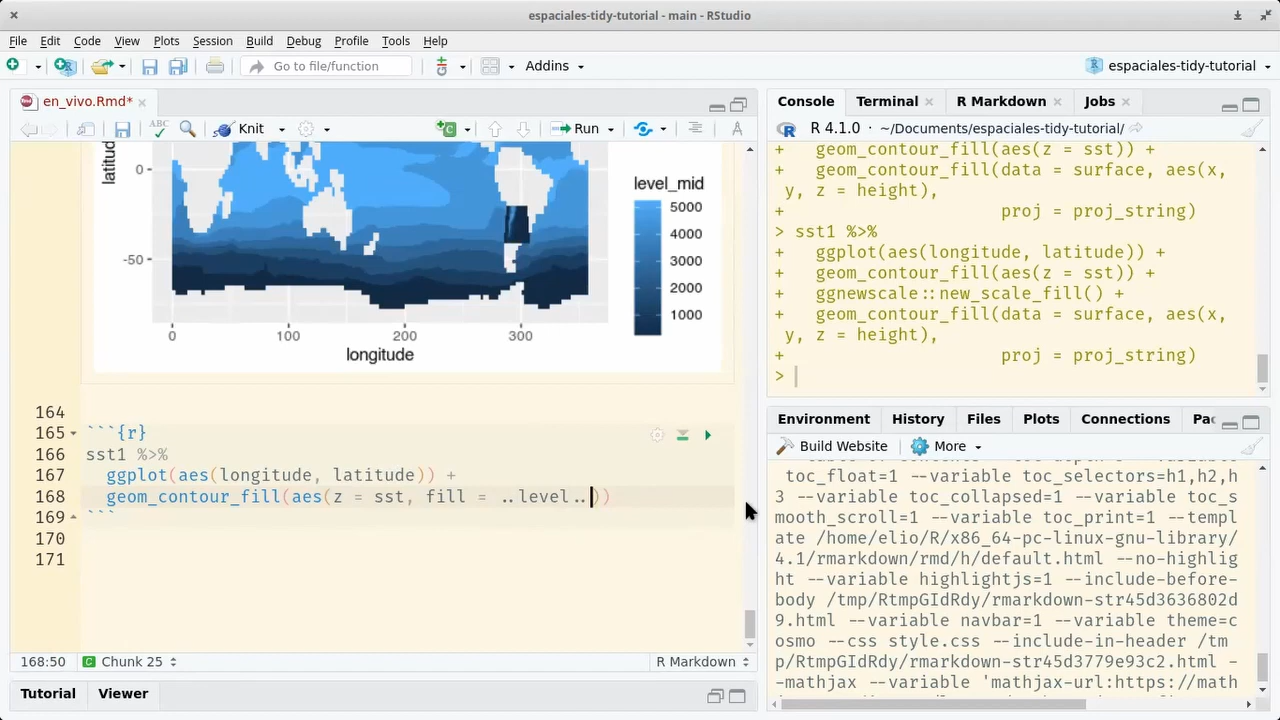 espaciales-tidy-tutorial - main - RStudio
File Edit Code View Plots Session Build Debug Profile Tools Help
Go to file/function Addins espaciales-tidy-tutorial
en_vivo.Rmd*
ABC Knit Run
0
-50
0 100 200 300
longitude
level_mid
5000
4000
3000
2000
1000
164
165 ```{r}
166 sst1 %>%
167 ggplot(aes(longitude, latitude)) +
168 geom_contour_fill(aes(z = sst, fill = ..level..))
169 ```
170
171
168:50 Chunk 25 R Markdown
Tutorial Viewer
Console Terminal R Markdown Jobs
R 4.1.0 · ~/Documents/espaciales-tidy-tutorial/
+ geom_contour_fill(aes(z = sst)) +
+ geom_contour_fill(data = surface, aes(x,
y, z = height),
+ proj = proj_string)
> sst1 %>%
+ ggplot(aes(longitude, latitude)) +
+ geom_contour_fill(aes(z = sst)) +
+ ggnewscale::new_scale_fill() +
+ geom_contour_fill(data = surface, aes(x,
y, z = height),
+ proj = proj_string)
>
Environment History Files Plots Connections Pac
Build Website More
toc_float=1 --variable toc_selectors=h1,h2,h
3 --variable toc_collapsed=1 --variable toc_s
mooth_scroll=1 --variable toc_print=1 --templ
ate /home/elio/R/x86_64-pc-linux-gnu-library/
4.1/rmarkdown/rmd/h/default.html --no-highlig
ht --variable highlightjs=1 --include-before-
body /tmp/RtmpGIdRdy/rmarkdown-str45d3636802d
9.html --variable navbar=1 --variable theme=c
osmo --css style.css --include-in-header /tm
p/RtmpGIdRdy/rmarkdown-str45d3779e93c2.html -
-mathjax --variable 'mathjax-url:https://math